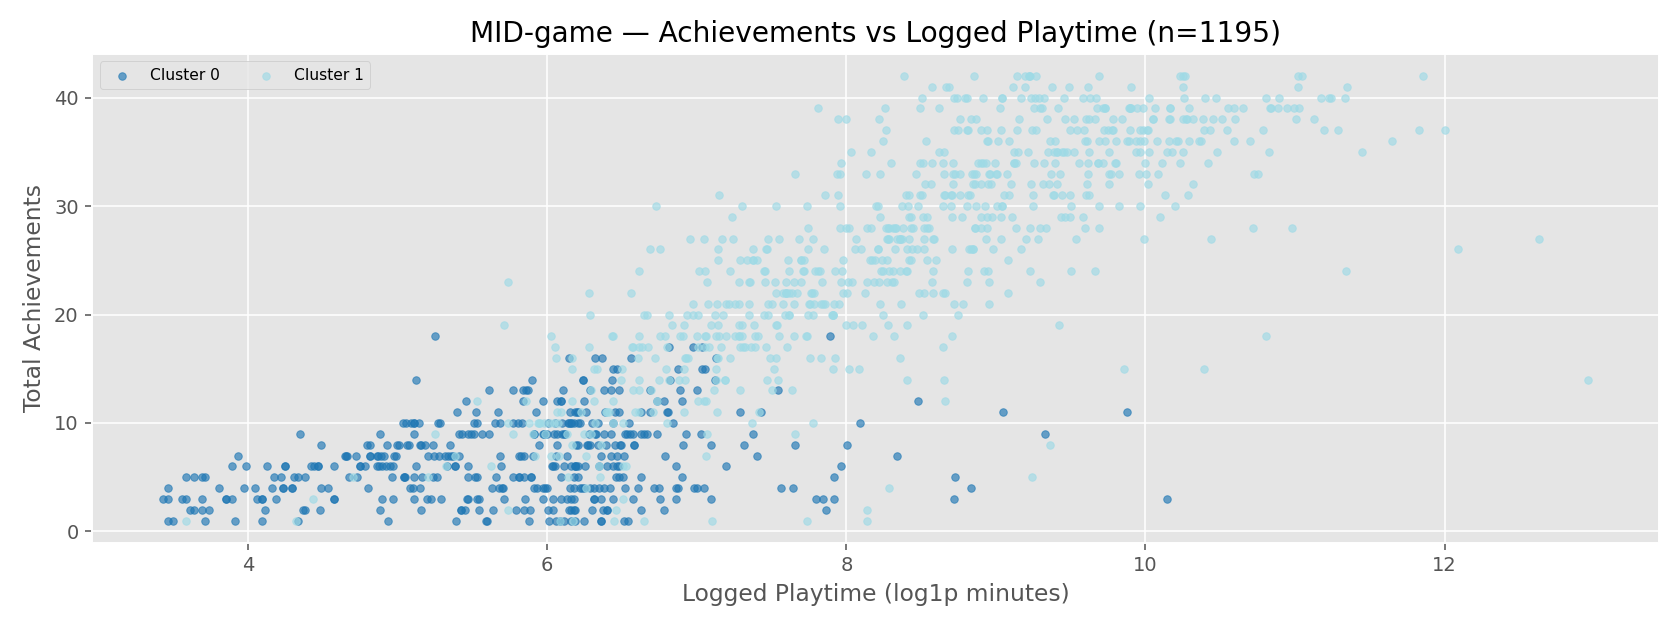 MID-game — Achievements vs Logged Playtime (n=1195)
Cluster 0 Cluster 1
Total Achievements
40
30
20
10
0
4 6 8 10 12
Logged Playtime (log1p minutes)